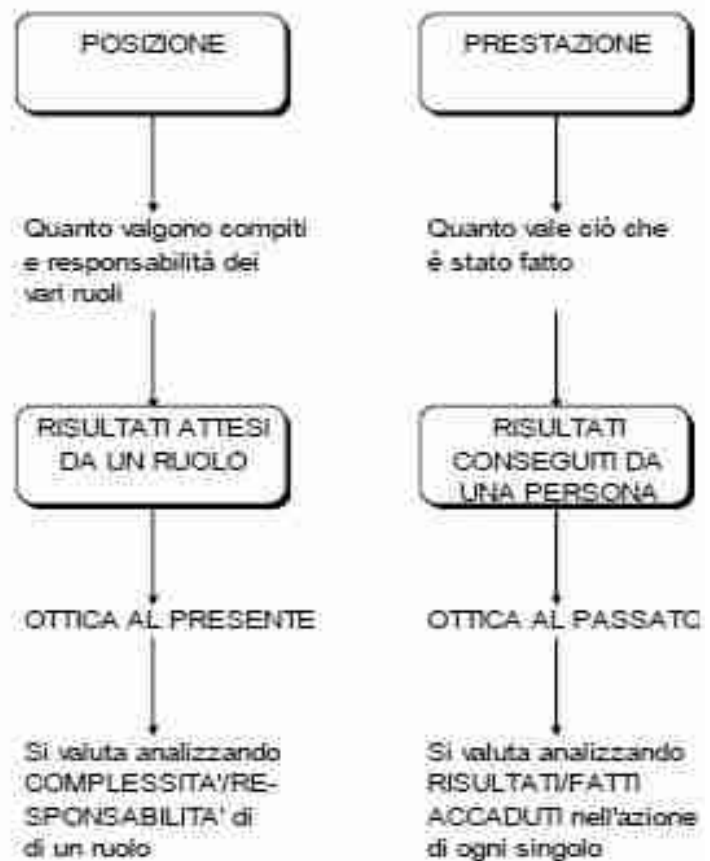 POSIZIONE
Quanto valgono compiti
e responsabilità dei
vari ruoli
RISULTATI ATTESI
DA UN RUOLO
OTTICA AL PRESENTE
Si valuta analizzando
COMPLESSITA'/RE-
SPONSABILITA' di
di un ruolo
PRESTAZIONE
Quanto vale ciò che
è stato fatto
RISULTATI
CONSEGUITI DA
UNA PERSONA
OTTICA AL PASSATO
Si valuta analizzando
RISULTATI/FATTI
ACCADUTI nell'azione
di ogni singolo